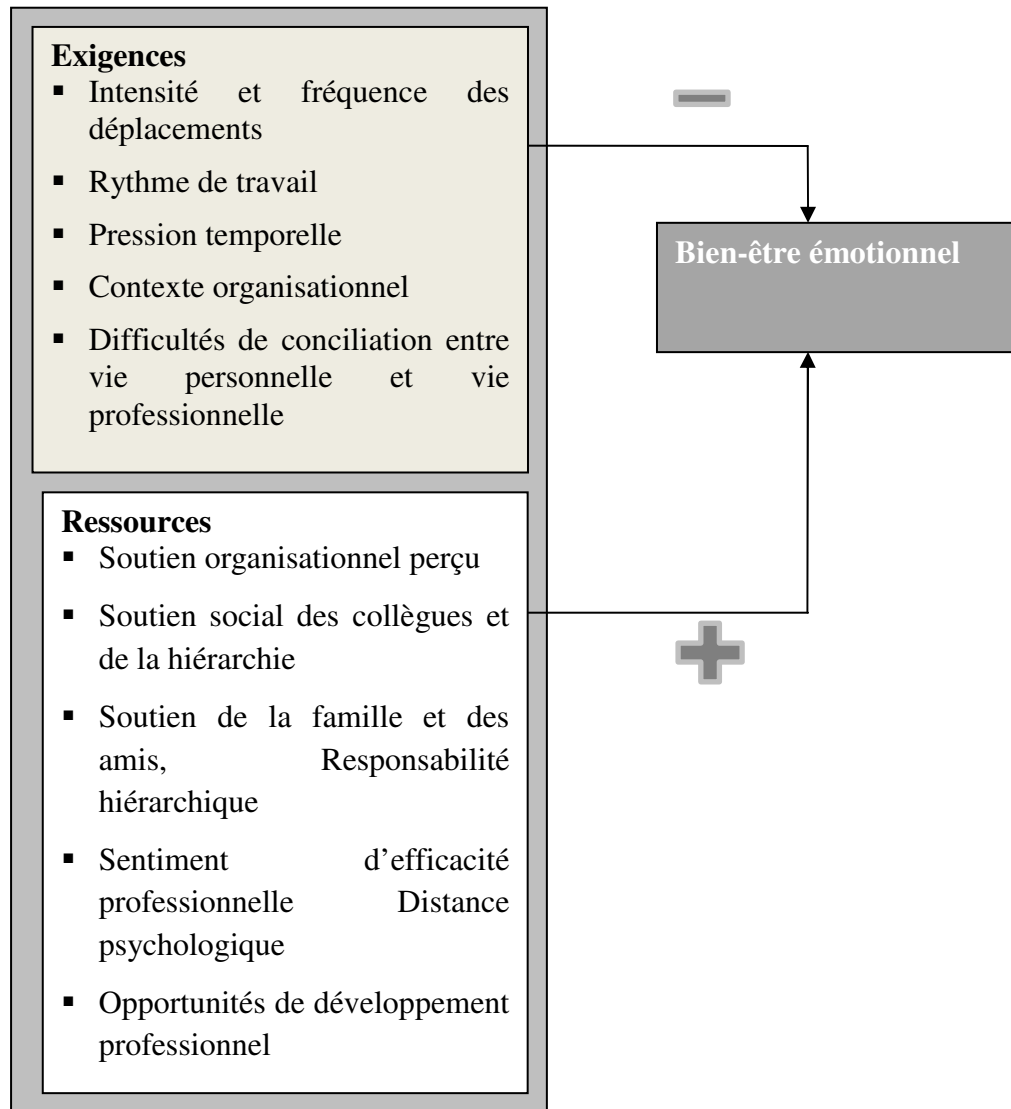 Exigences
▪ Intensité et fréquence des
déplacements
▪ Rythme de travail
▪ Pression temporelle
▪ Contexte organisationnel
▪ Difficultés de conciliation entre
vie personnelle et vie
professionnelle
Bien-être émotionnel
Ressources
▪ Soutien organisationnel perçu
▪ Soutien social des collègues et
de la hiérarchie
▪ Soutien de la famille et des
amis, Responsabilité
hiérarchique
▪ Sentiment d’efficacité
professionnelle Distance
psychologique
▪ Opportunités de développement
professionnel